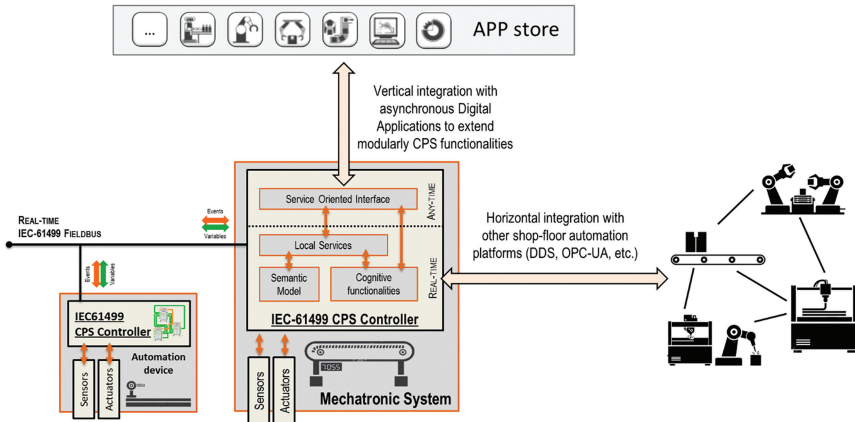 ...
APP store
Vertical integration with
asynchronous Digital
Applications to extend
modularly CPS functionalities
Service Oriented Interface
ANY-TIME
Events
Variables
REAL-TIME
IEC-61499 FIELDBUS
Local Services
Semantic
Model
Cognitive
functionalities
REAL-TIME
IEC-61499 CPS Controller
Horizontal integration with
other shop-floor automation
platforms (DDS, OPC-UA, etc.)
Events
Variables
IEC61499
CPS Controller
Automation
device
Sensors
Actuators
Sensors
Actuators
Mechatronic System